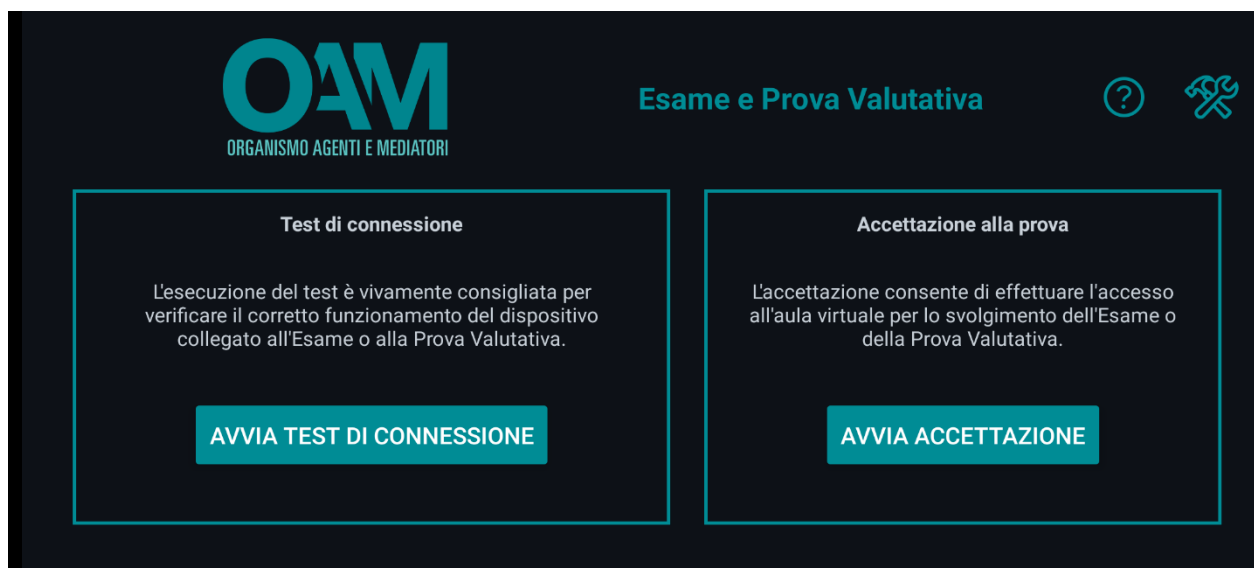 OAM
ORGANISMO AGENTI E MEDIATORI
Esame e Prova Valutativa
?
Test di connessione
L'esecuzione del test è vivamente consigliata per
verificare il corretto funzionamento del dispositivo
collegato all'Esame o alla Prova Valutativa.
AVVIA TEST DI CONNESSIONE
Accettazione alla prova
L'accettazione consente di effettuare l'accesso
all'aula virtuale per lo svolgimento dell'Esame o
della Prova Valutativa.
AVVIA ACCETTAZIONE